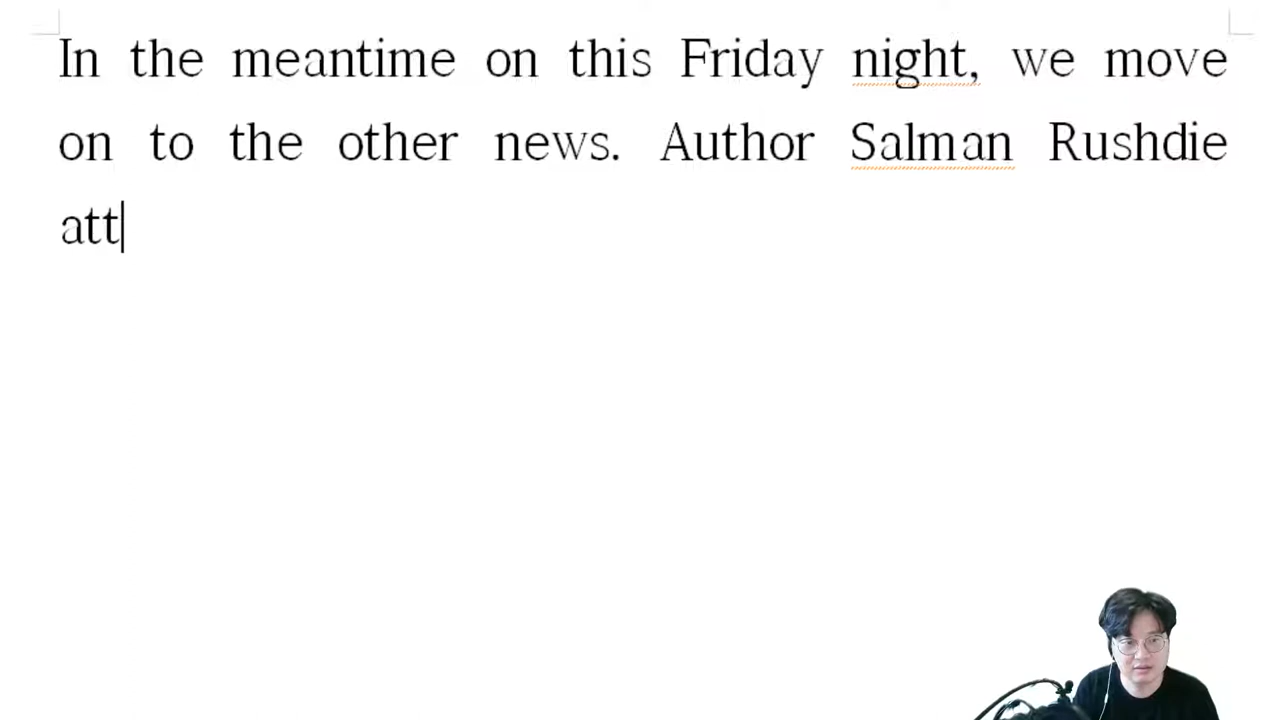 In the meantime on this Friday night, we move
on to the other news. Author Salman Rushdie
att